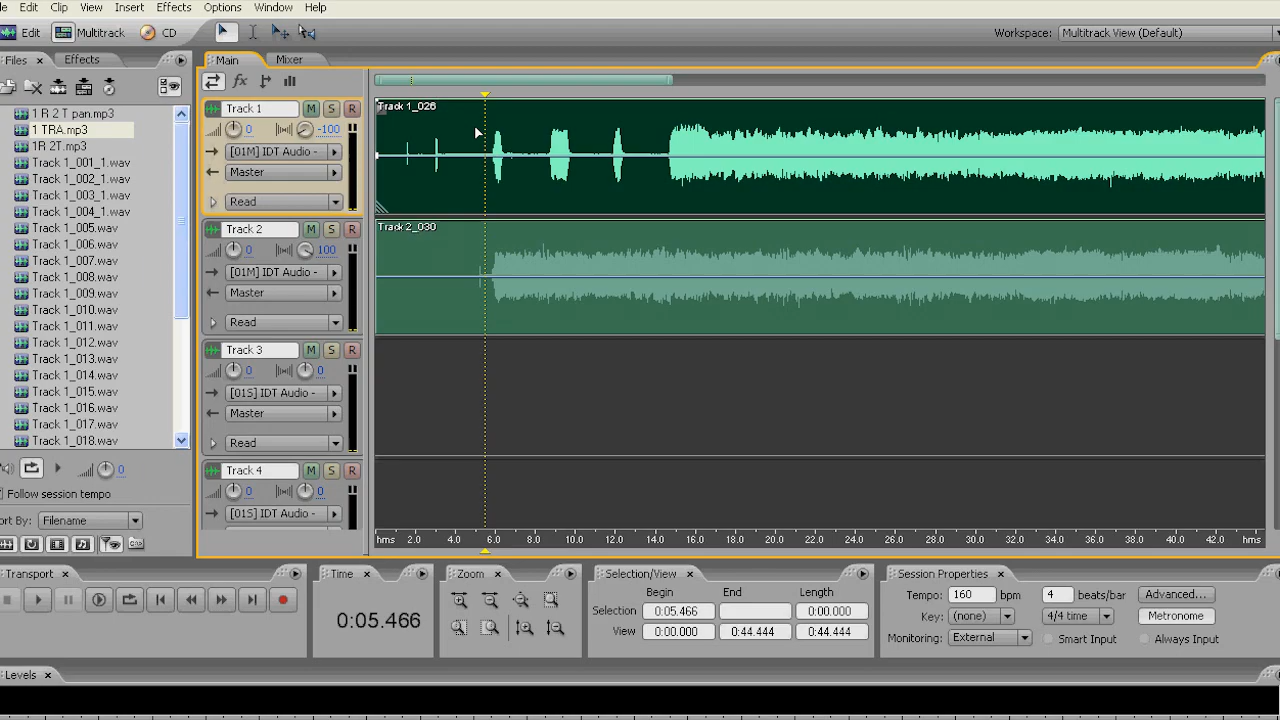 le Edit Clip View Insert Effects Options Window Help
Edit Multitrack CD Workspace: Multitrack View (Default)
Files × Effects Main Mixer
1 R 2 T pan.mp3
1 TRA.mp3
1R 2T.mp3
Track 1_001_1.wav
Track 1_002_1.wav
Track 1_003_1.wav
Track 1_004_1.wav
Track 1_005.wav
Track 1_006.wav
Track 1_007.wav
Track 1_008.wav
Track 1_009.wav
Track 1_010.wav
Track 1_011.wav
Track 1_012.wav
Track 1_013.wav
Track 1_014.wav
Track 1_015.wav
Track 1_016.wav
Track 1_017.wav
Track 1_018.wav
0
Follow session tempo
ort By: Filename
Track 1 M S R
0 -100
[01M] IDT Audio -
Master
Read
Track 1_026
Track 2 M S R
0 100
[01M] IDT Audio -
Master
Read
Track 2_030
Track 3 M S R
0 0
[01S] IDT Audio -
Master
Read
Track 4 M S R
0 0
[01S] IDT Audio -
hms 2.0 4.0 6.0 8.0 10.0 12.0 14.0 16.0 18.0 20.0 22.0 24.0 26.0 28.0 30.0 32.0 34.0 36.0 38.0 40.0 42.0 hms
Transport ×
Time ×
0:05.466
Zoom ×
Selection/View ×
Begin End Length
Selection 0:05.466 0:00.000
View 0:00.000 0:44.444 0:44.444
Session Properties ×
Tempo: 160 bpm 4 beats/bar Advanced...
Key: (none) 4/4 time Metronome
Monitoring: External Smart Input Always Input
Levels ×